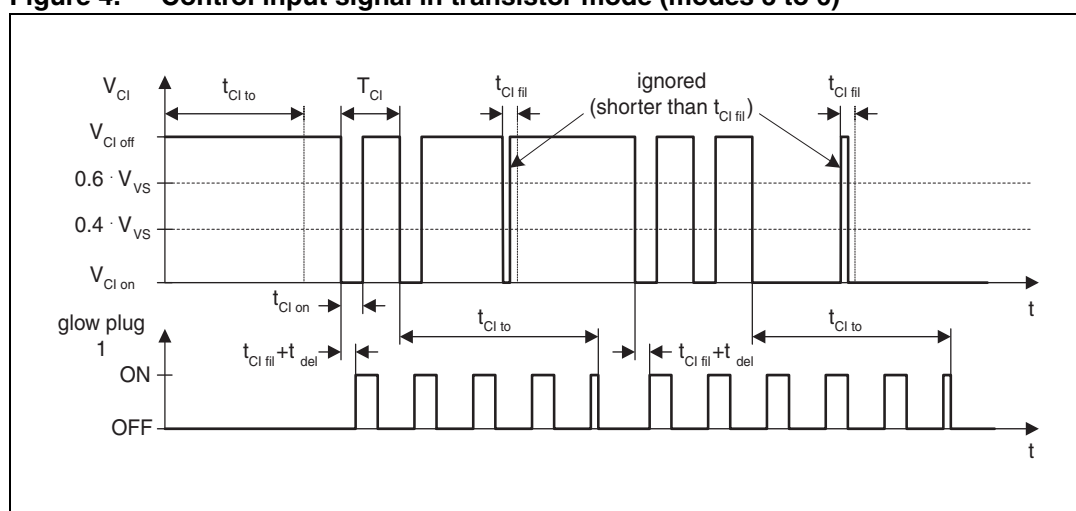 Figure 4. Control input signal in transistor mode (modes 3 to 6)
V_CI
t_CI to
T_CI
t_CI fil
ignored
(shorter than t_CI fil)
t_CI fil
V_CI off
0.6 · V_VS
0.4 · V_VS
V_CI on
t
t_CI on
glow plug
1
t_CI to
t_CI to
t_CI fil+t_del
t_CI fil+t_del
ON
OFF
t